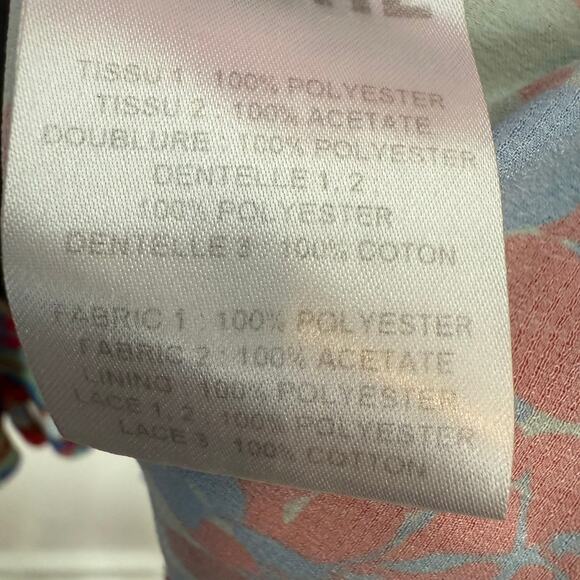 TISSU 1 : 100% POLYESTER
TISSU 2 : 100% ACETATE
DOUBLURE : 100% POLYESTER
DENTELLE 1, 2 :
100% POLYESTER
DENTELLE 3 : 100% COTON
FABRIC 1 : 100% POLYESTER
FABRIC 2 : 100% ACETATE
LINING : 100% POLYESTER
LACE 1, 2 : 100% POLYESTER
LACE 3 : 100% COTTON